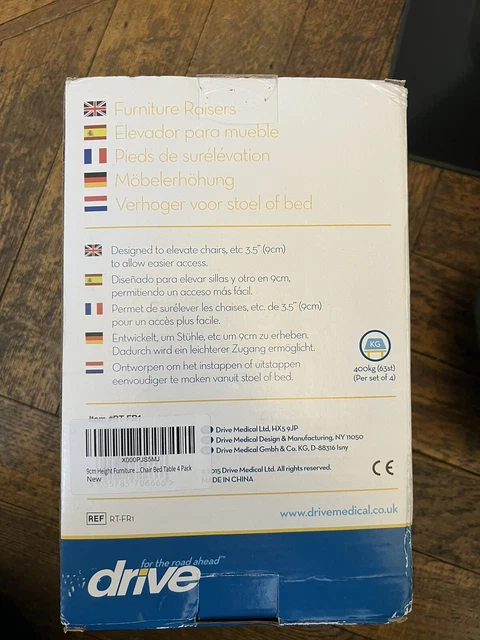 Furniture Raisers
Elevador para mueble
Pieds de surélévation
Möbelerhöhung
Verhoger voor stoel of bed
Designed to elevate chairs, etc 3.5" (9cm)
to allow easier access.
Diseñado para elevar sillas y otro en 9cm,
permitiendo un acceso más fácil.
Permet de surélever les chaises, etc. de 3.5" (9cm)
pour un accès plus facile.
Entwickelt, um Stühle, etc um 9cm zu erheben.
Dadurch wird ein leichterer Zugang ermöglicht.
Ontworpen om het instappen of uitstappen
eenvoudiger te maken vanuit stoel of bed.
KG
400kg (63st)
(Per set of 4)
Item #RT-FR1
Drive Medical Ltd, HX5 9JP
Drive Medical Design & Manufacturing, NY 11050
Drive Medical Gmbh & Co. KG, D-88316 Isny
X000PJS5MJ
9cm Height Furniture ...Chair Bed Table 4 Pack
New
2015 Drive Medical Ltd. All rights reserved.
MADE IN CHINA
CE
REF RT-FR1
www.drivemedical.co.uk
for the road ahead™
drive